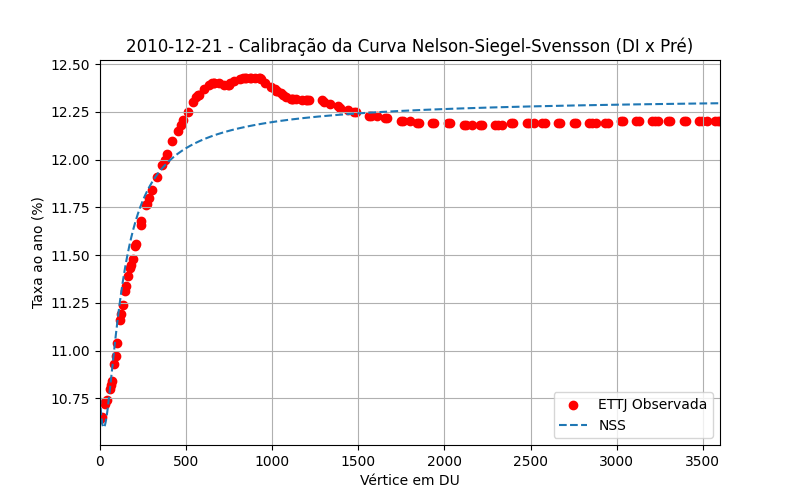 2010-12-21 - Calibração da Curva Nelson-Siegel-Svensson (DI x Pré)
Taxa ao ano (%)
12.50
12.25
12.00
11.75
11.50
11.25
11.00
10.75
ETTJ Observada
NSS
0 500 1000 1500 2000 2500 3000 3500
Vértice em DU